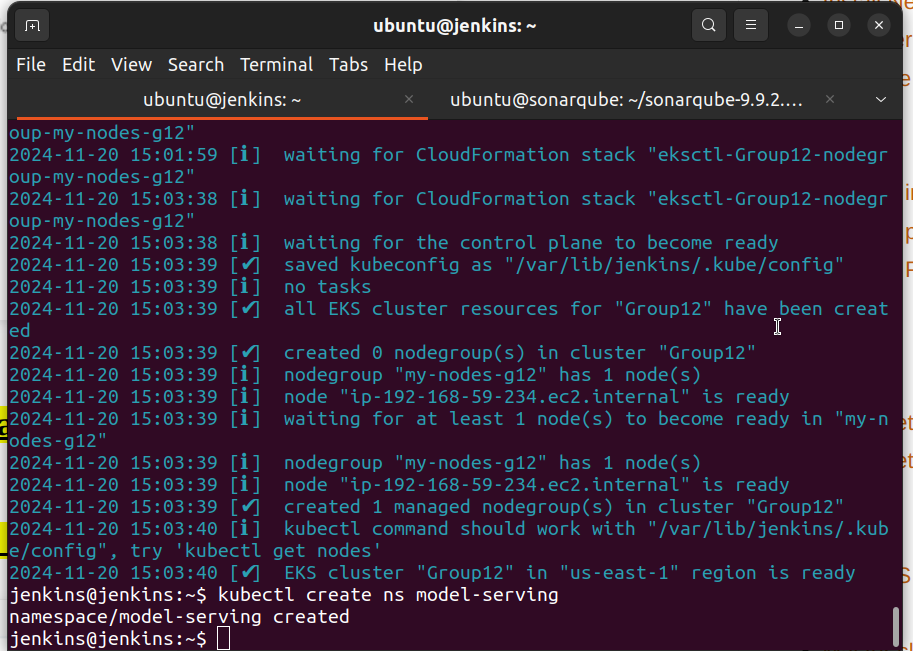 ubuntu@jenkins: ~
File Edit View Search Terminal Tabs Help
ubuntu@jenkins: ~ × ubuntu@sonarqube: ~/sonarqube-9.9.2.... ×
oup-my-nodes-g12"
2024-11-20 15:01:59 [ℹ]  waiting for CloudFormation stack "eksctl-Group12-nodegr
oup-my-nodes-g12"
2024-11-20 15:03:38 [ℹ]  waiting for CloudFormation stack "eksctl-Group12-nodegr
oup-my-nodes-g12"
2024-11-20 15:03:38 [ℹ]  waiting for the control plane to become ready
2024-11-20 15:03:39 [✔]  saved kubeconfig as "/var/lib/jenkins/.kube/config"
2024-11-20 15:03:39 [ℹ]  no tasks
2024-11-20 15:03:39 [✔]  all EKS cluster resources for "Group12" have been creat
ed
2024-11-20 15:03:39 [✔]  created 0 nodegroup(s) in cluster "Group12"
2024-11-20 15:03:39 [ℹ]  nodegroup "my-nodes-g12" has 1 node(s)
2024-11-20 15:03:39 [ℹ]  node "ip-192-168-59-234.ec2.internal" is ready
2024-11-20 15:03:39 [ℹ]  waiting for at least 1 node(s) to become ready in "my-n
odes-g12"
2024-11-20 15:03:39 [ℹ]  nodegroup "my-nodes-g12" has 1 node(s)
2024-11-20 15:03:39 [ℹ]  node "ip-192-168-59-234.ec2.internal" is ready
2024-11-20 15:03:39 [✔]  created 1 managed nodegroup(s) in cluster "Group12"
2024-11-20 15:03:40 [ℹ]  kubectl command should work with "/var/lib/jenkins/.kub
e/config", try 'kubectl get nodes'
2024-11-20 15:03:40 [✔]  EKS cluster "Group12" in "us-east-1" region is ready
jenkins@jenkins:~$ kubectl create ns model-serving
namespace/model-serving created
jenkins@jenkins:~$